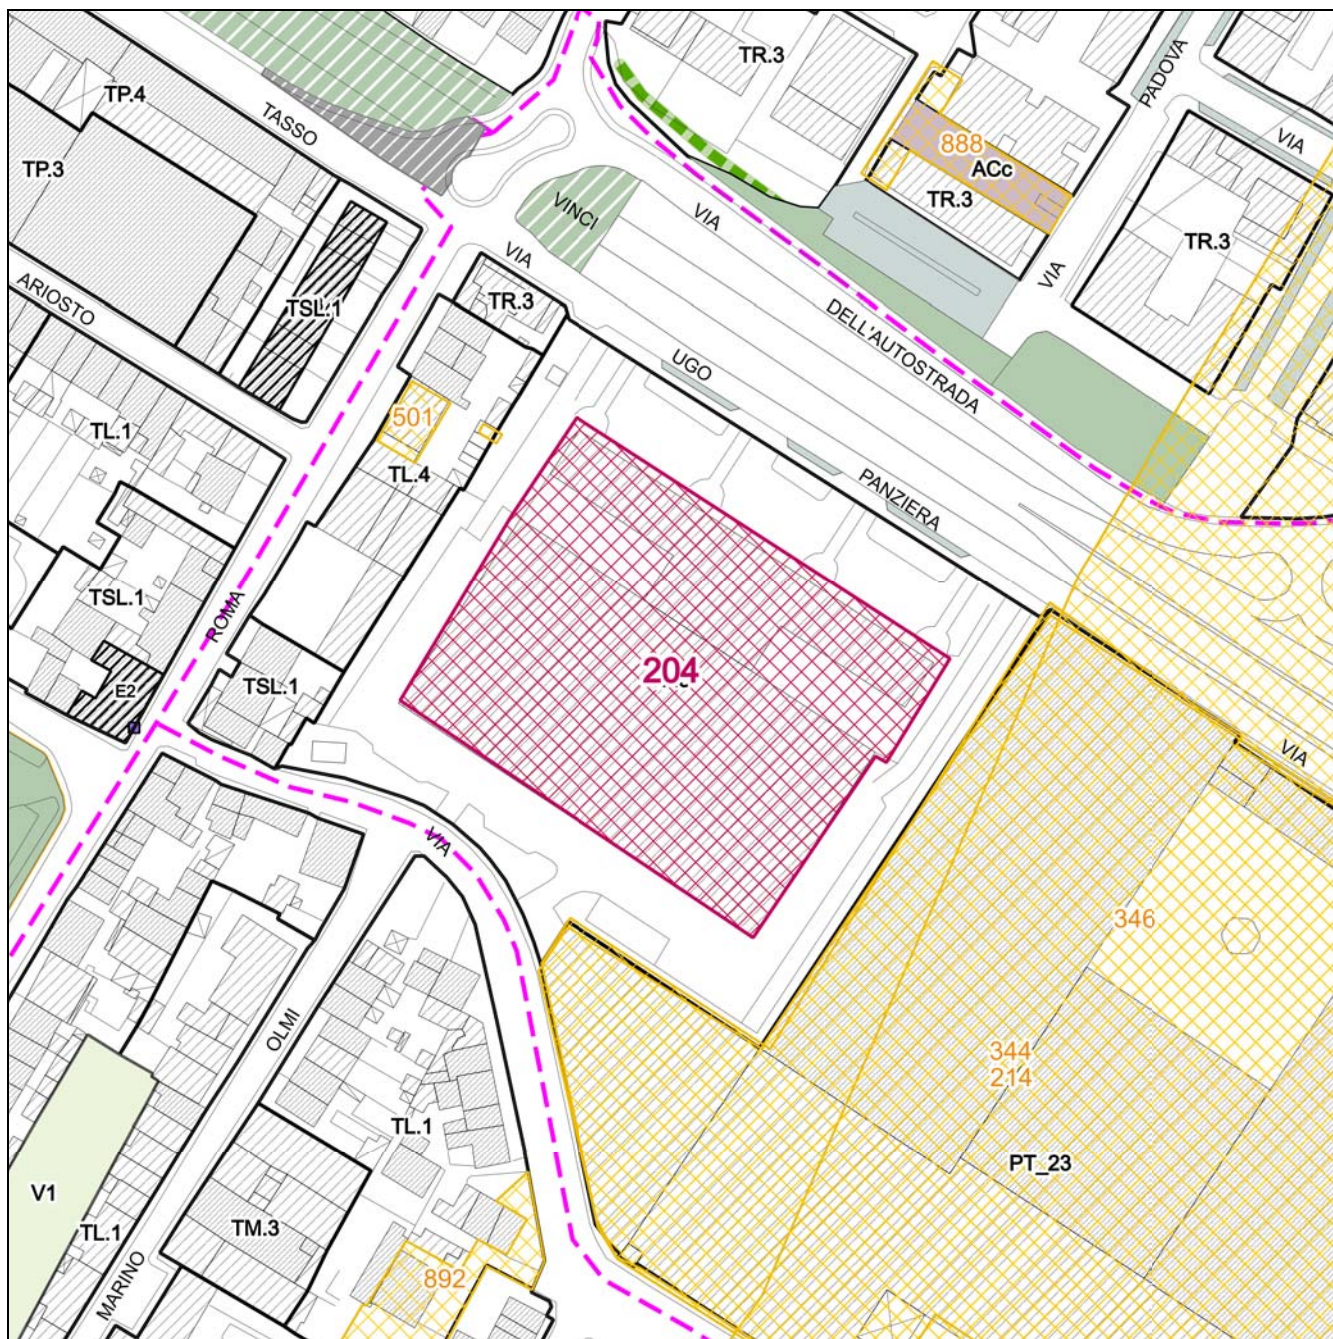 TR.3
PADOVA
TP.4
TASSO
VIA
888
ACc
TP.3
TR.3
VINCI
VIA
TR.3
VIA
VIA
ARIOSTO
TSL.1
TR.3
DELL'AUTOSTRADA
UGO
501
TL.1
TL.4
PANZIERA
TSL.1
ROMA
204
TSL.1
E2
VIA
VIA
346
OLMI
344
214
TL.1
PT_23
V1
TL.1
TM.3
MARINO
892